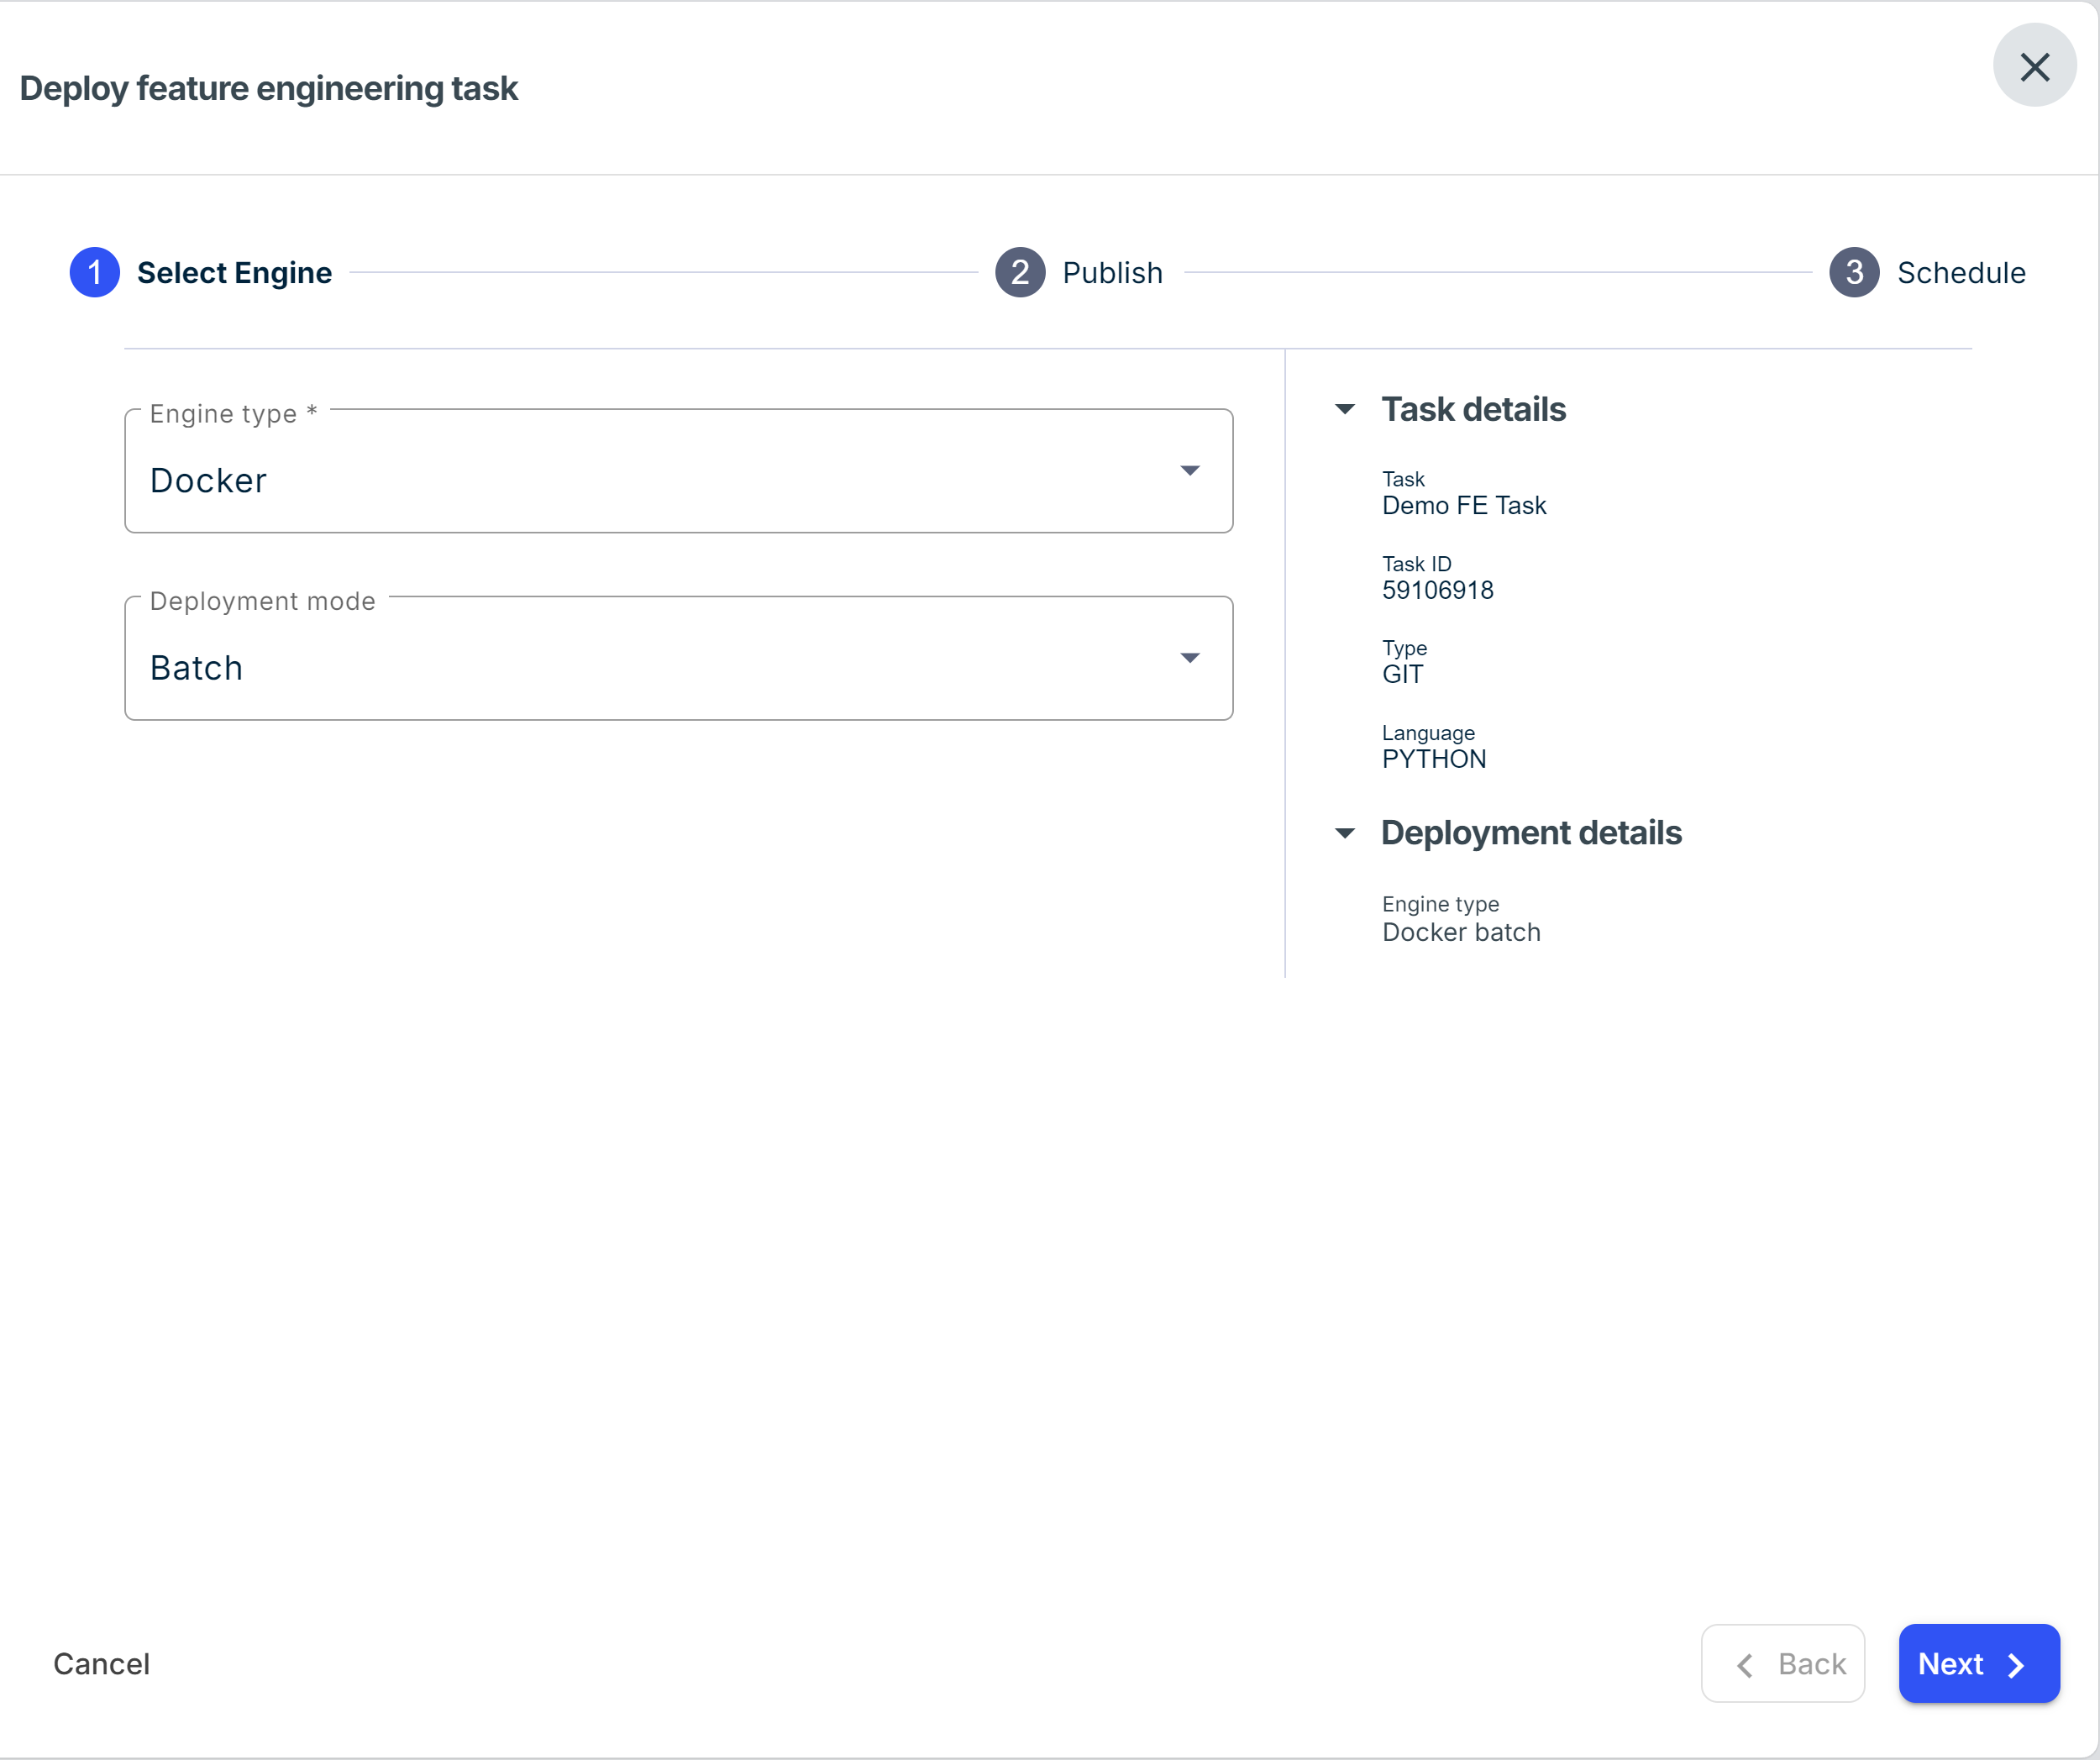 Deploy feature engineering task
1 Select Engine
2 Publish
3 Schedule
Engine type *
Docker
Deployment mode
Batch
Task details
Task
Demo FE Task
Task ID
59106918
Type
GIT
Language
PYTHON
Deployment details
Engine type
Docker batch
Cancel
Back
Next